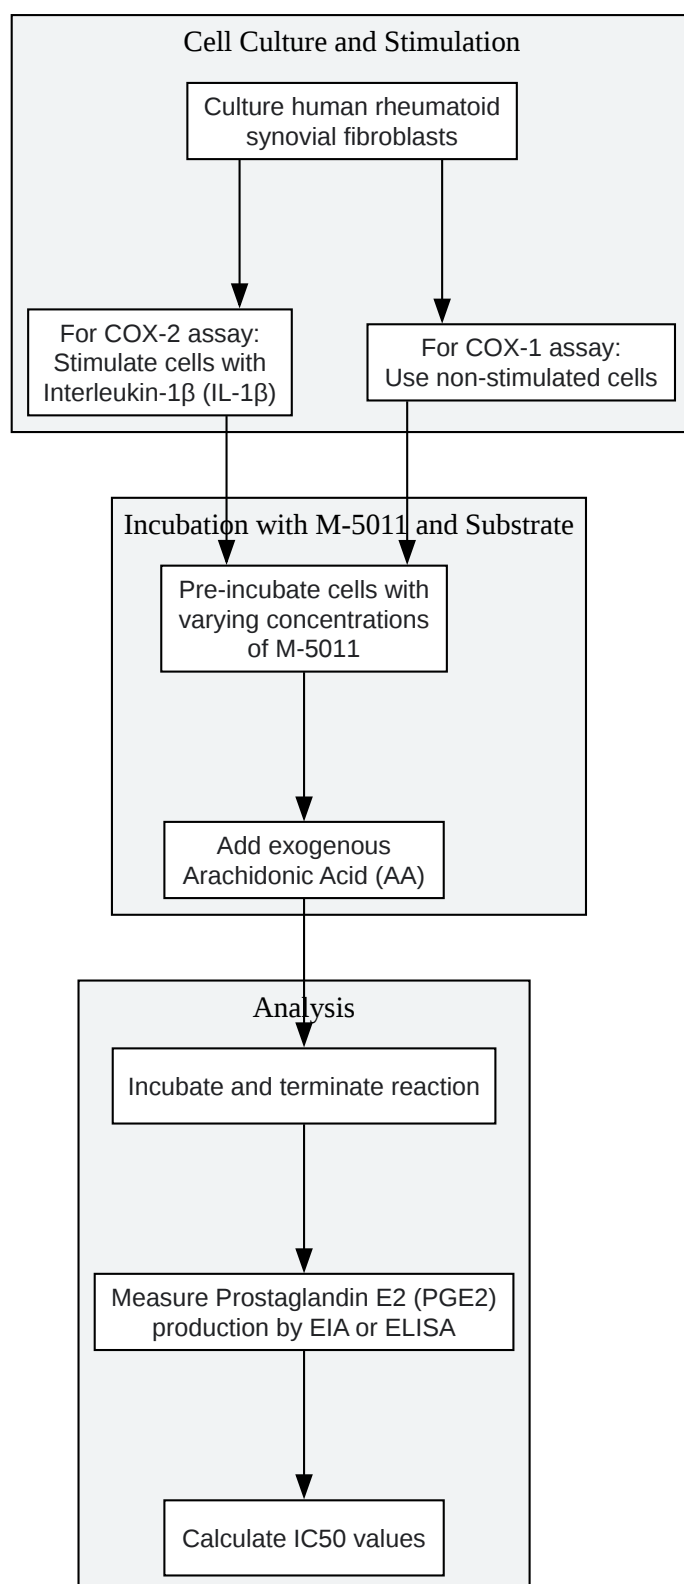 Cell Culture and Stimulation
Culture human rheumatoid
synovial fibroblasts
For COX-2 assay:
Stimulate cells with
Interleukin-1β (IL-1β)
For COX-1 assay:
Use non-stimulated cells
Incubation with M-5011 and Substrate
Pre-incubate cells with
varying concentrations
of M-5011
Add exogenous
Arachidonic Acid (AA)
Analysis
Incubate and terminate reaction
Measure Prostaglandin E2 (PGE2)
production by EIA or ELISA
Calculate IC50 values